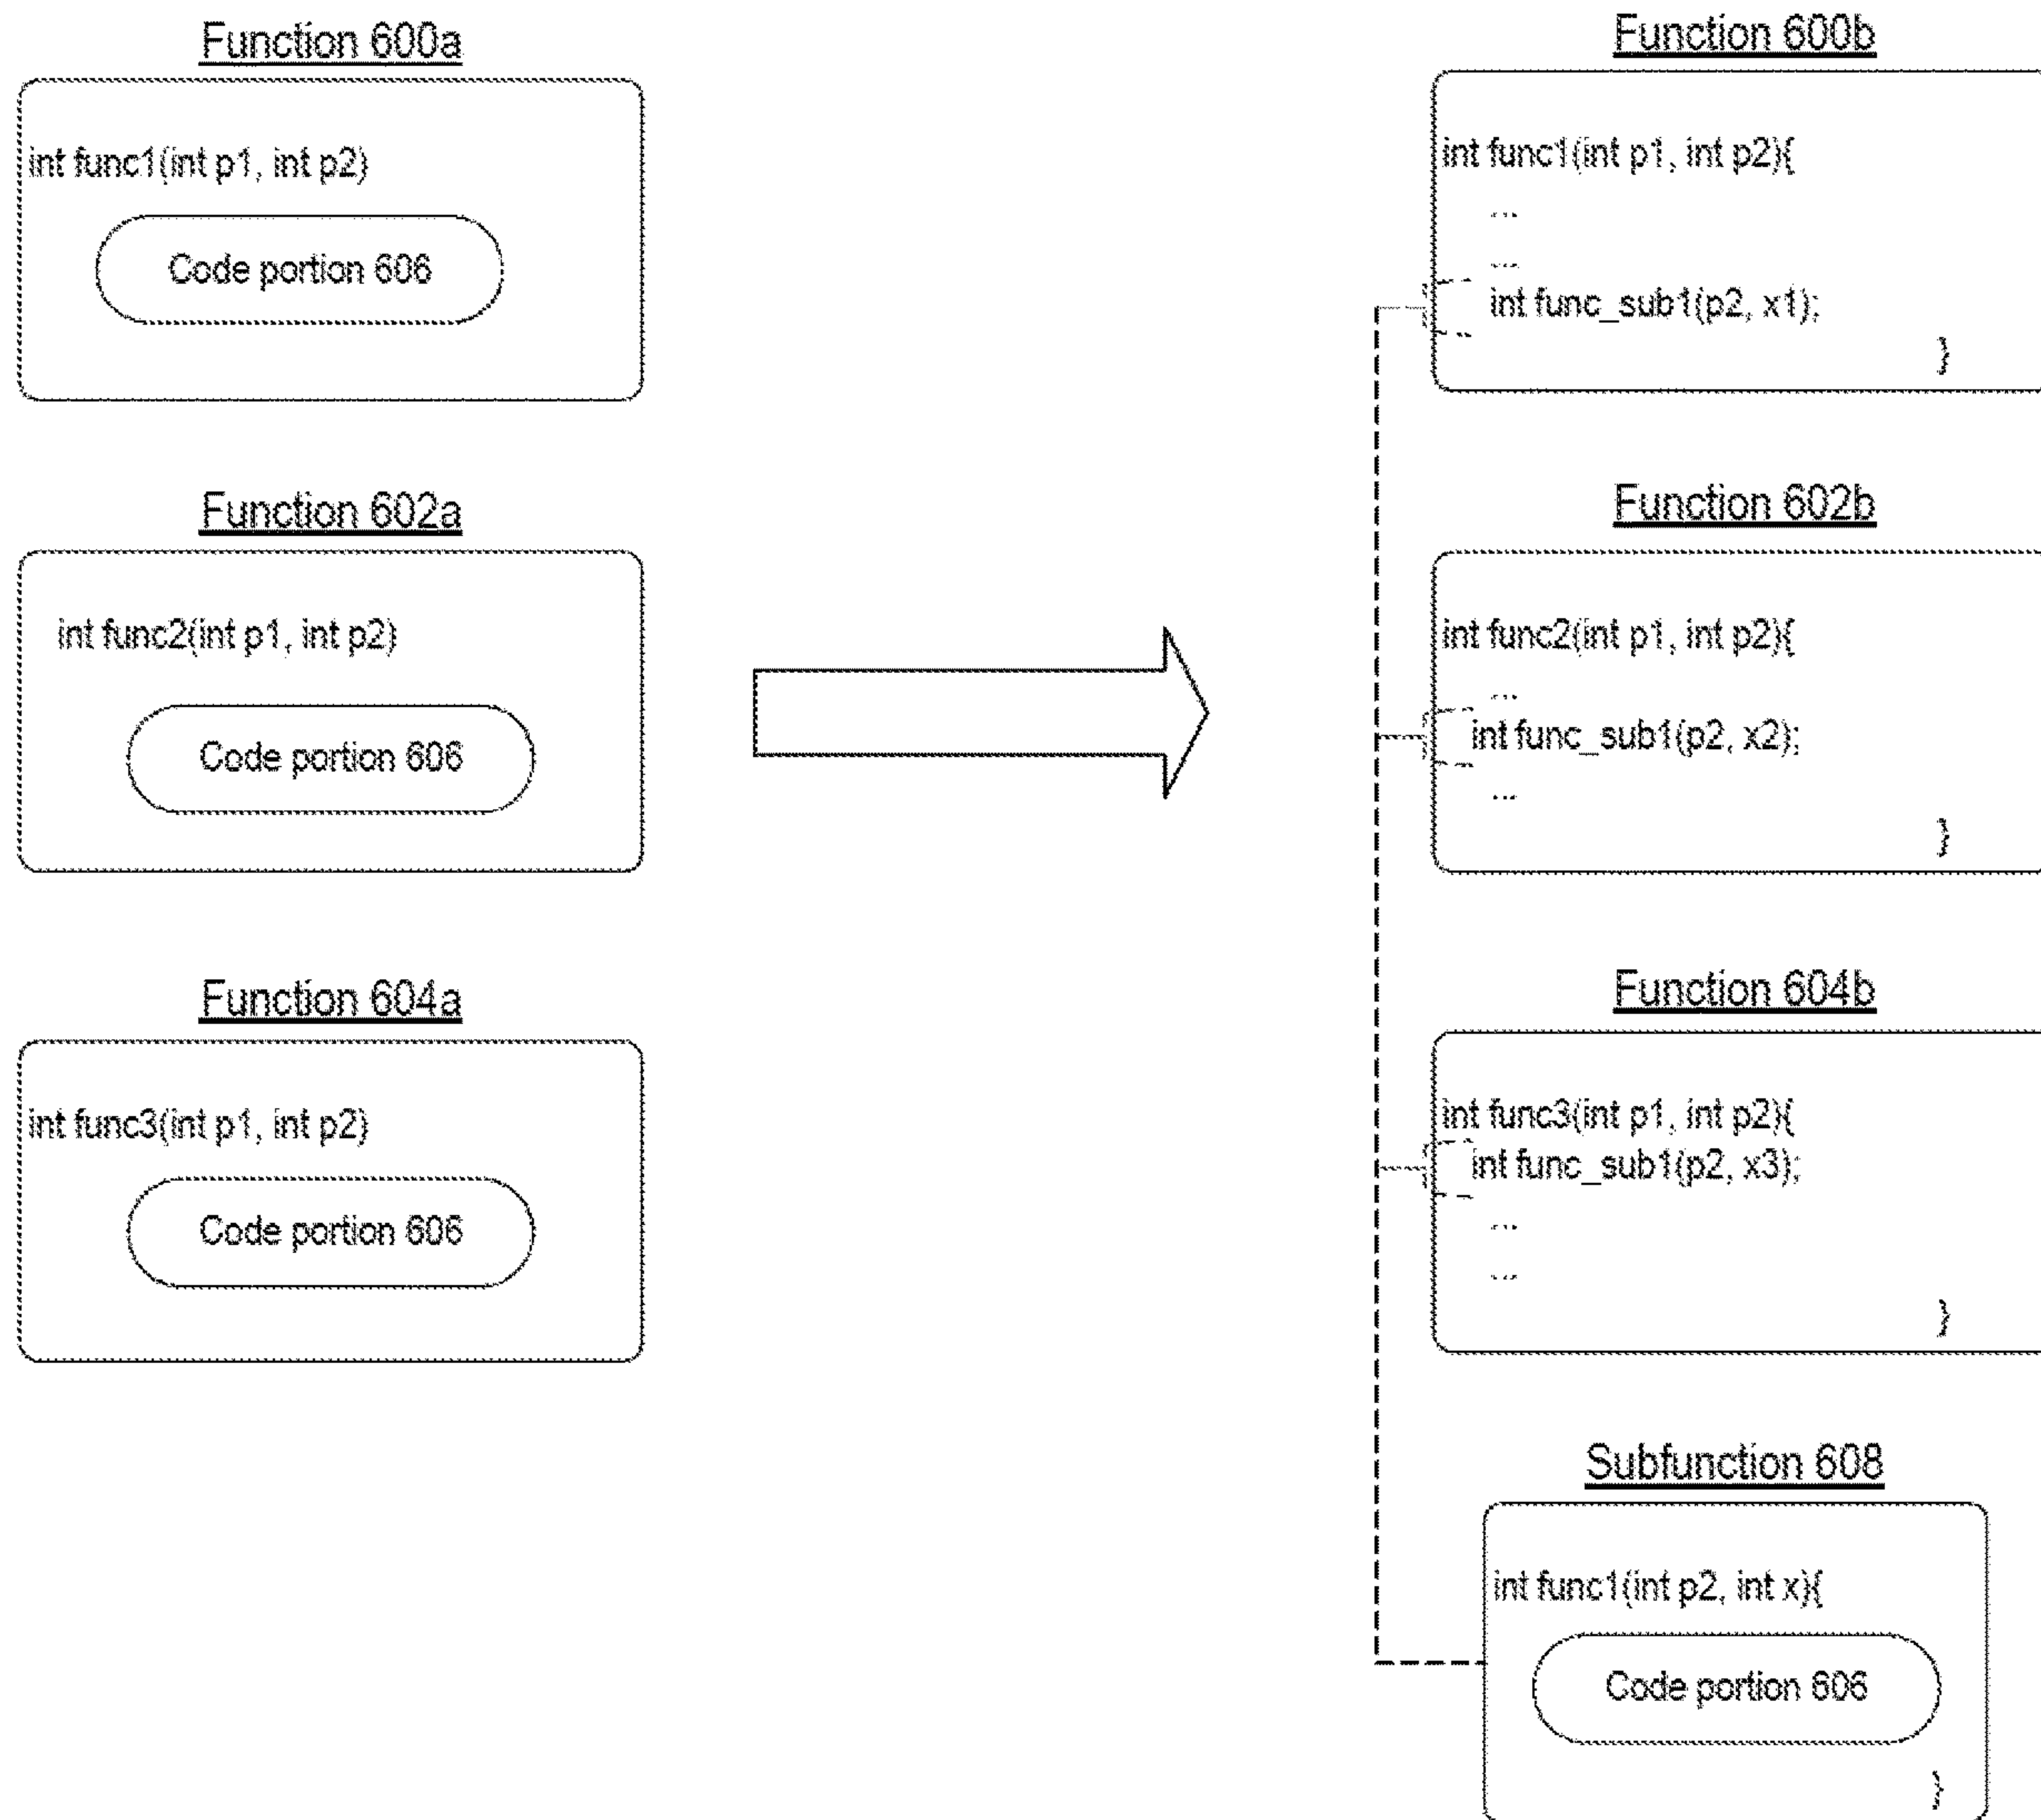 Function 600a
int func1(int p1, int p2)
Code portion 606
Function 602a
int func2(int p1, int p2)
Code portion 606
Function 604a
int func3(int p1, int p2)
Code portion 606
Function 600b
int func1(int p1, int p2){
...
...
int func_sub1(p2, x1);
}
Function 602b
int func2(int p1, int p2){
...
int func_sub1(p2, x2);
...
}
Function 604b
int func3(int p1, int p2){
int func_sub1(p2, x3);
...
...
}
Subfunction 608
int func1(int p2, int x){
Code portion 606
}